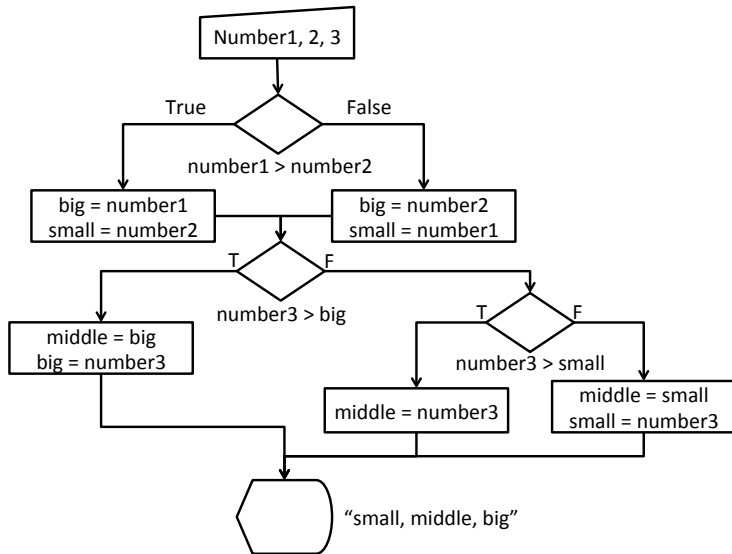 Number1, 2, 3
True
False
number1 > number2
big = number1
small = number2
big = number2
small = number1
T
F
number3 > big
middle = big
big = number3
T
F
number3 > small
middle = number3
middle = small
small = number3
“small, middle, big”